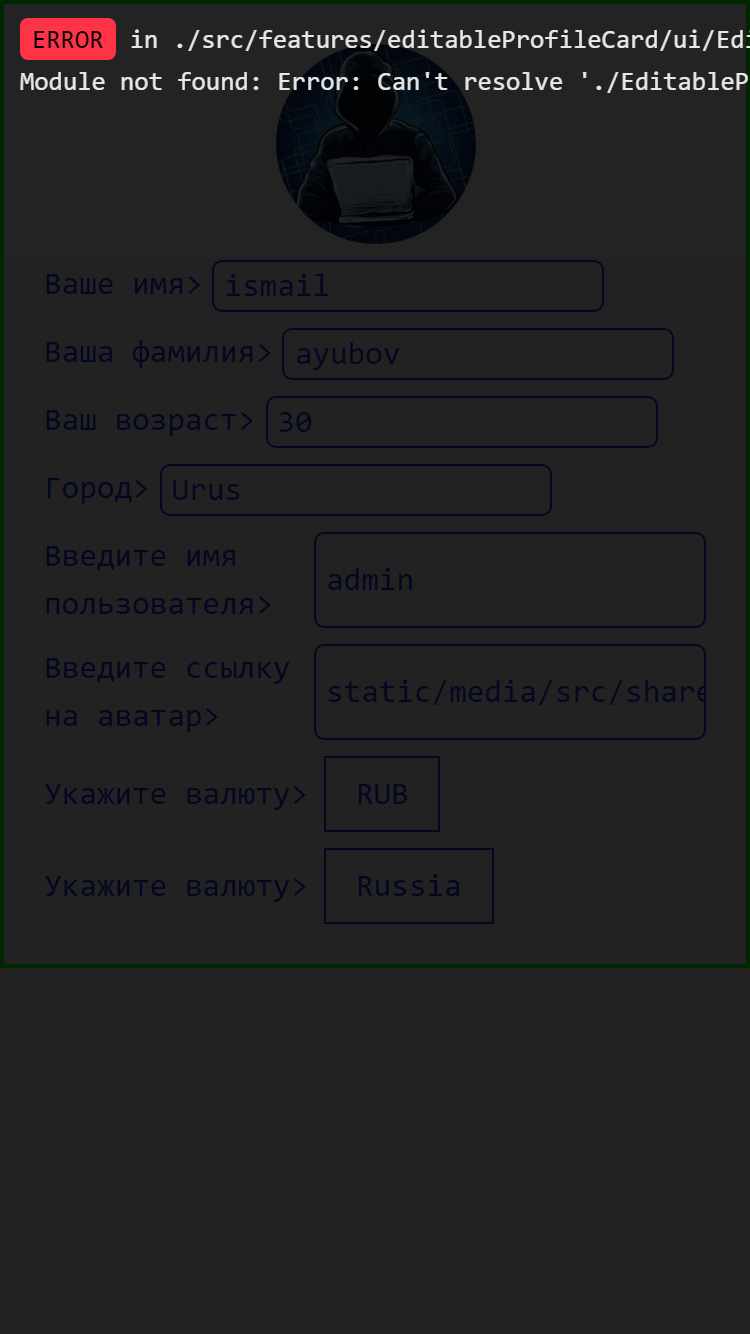 ERROR in ./src/features/editableProfileCard/ui/Edi
Module not found: Error: Can't resolve './EditableP
Ваше имя> ismail
Ваша фамилия> ayubov
Ваш возраст> 30
Город> Urus
Введите имя
пользователя> admin
Введите ссылку
на аватар> static/media/src/share
Укажите валюту> RUB
Укажите валюту> Russia